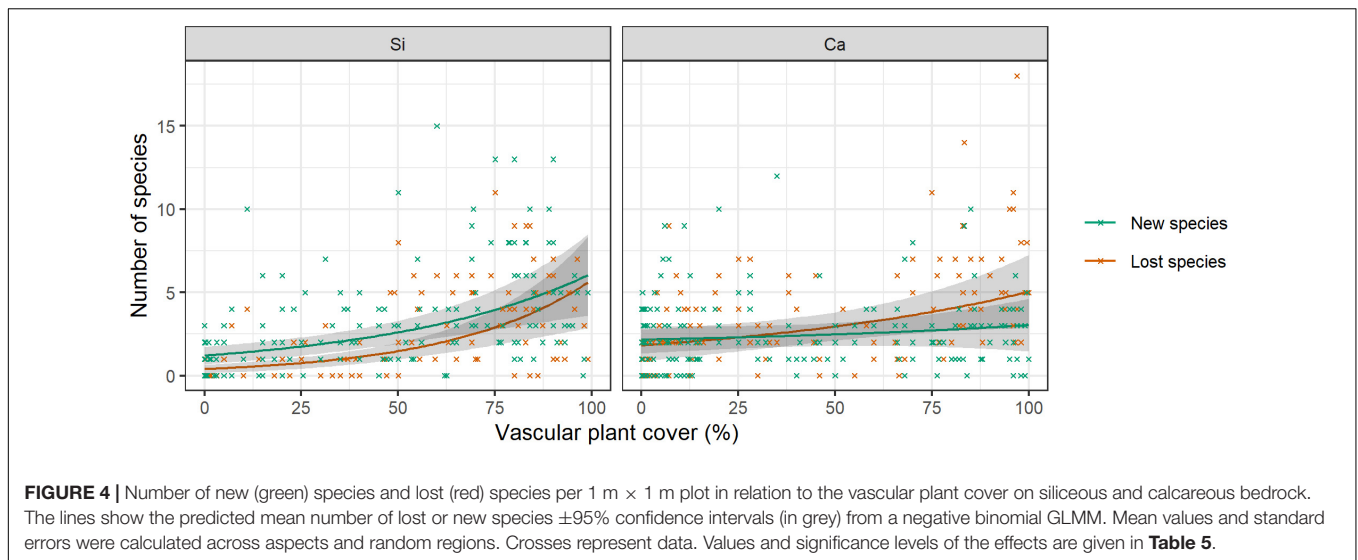 Si
Ca
Number of species
15
10
5
0
0
25
50
75
100
0
25
50
75
100
Vascular plant cover (%)
New species
Lost species
FIGURE 4 | Number of new (green) species and lost (red) species per 1 m × 1 m plot in relation to the vascular plant cover on siliceous and calcareous bedrock.
The lines show the predicted mean number of lost or new species ±95% confidence intervals (in grey) from a negative binomial GLMM. Mean values and standard
errors were calculated across aspects and random regions. Crosses represent data. Values and significance levels of the effects are given in Table 5.